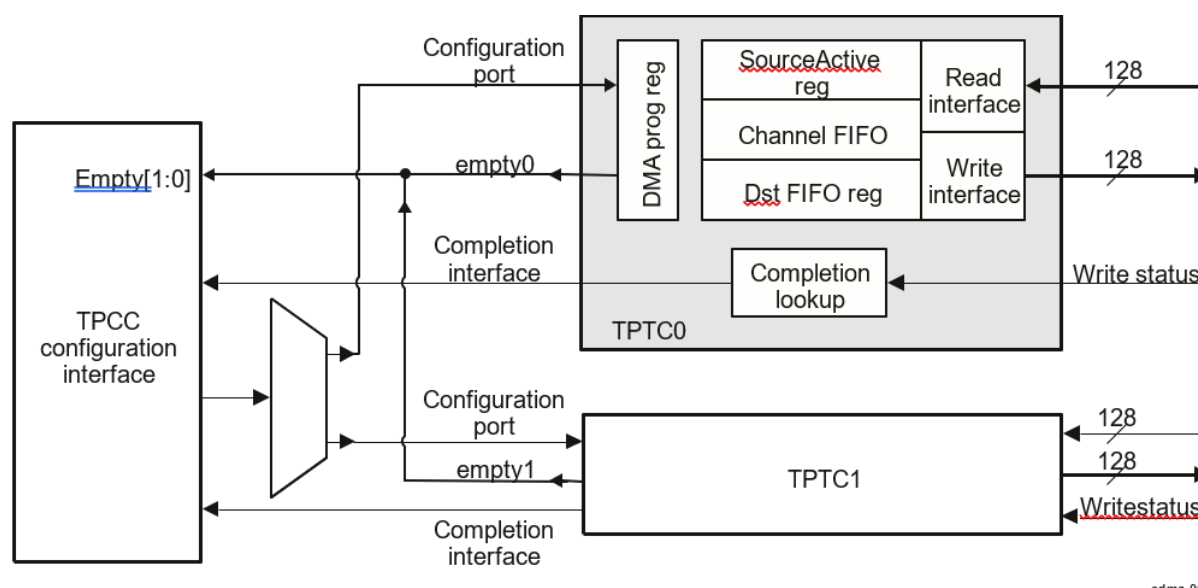 Configuration
port
DMA prog reg
SourceActive
reg
Channel FIFO
Dst FIFO reg
Read
interface
Write
interface
128
128
Empty[1:0]
empty0
Completion
interface
Completion
lookup
Write status
TPTC0
TPCC
configuration
interface
Configuration
port
empty1
Completion
interface
TPTC1
128
128
Writestatus